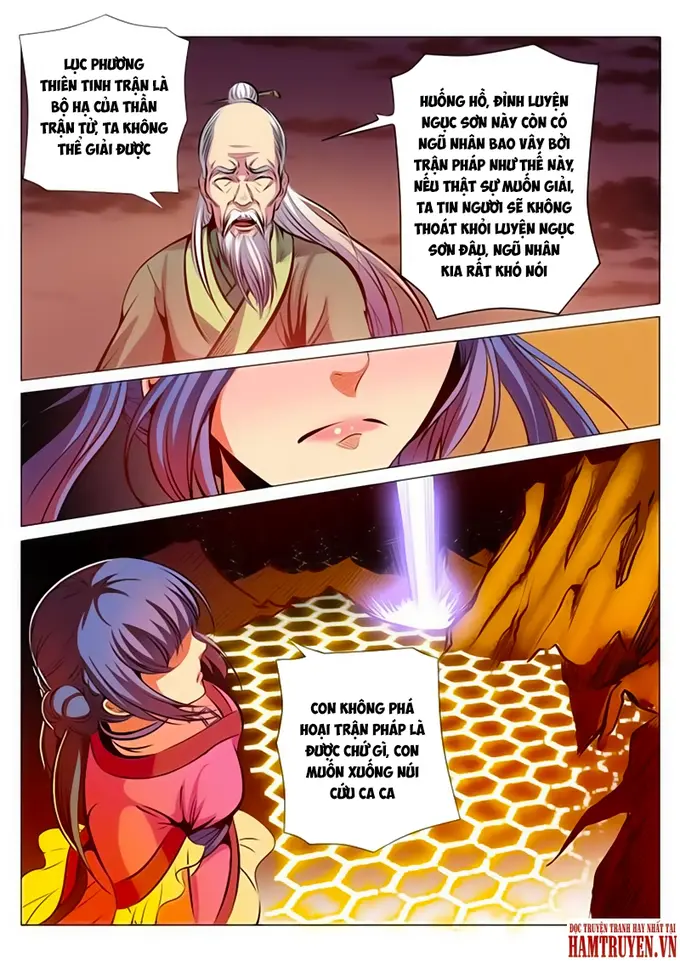 LỤC PHƯƠNG
THIÊN TINH TRẬN LÀ
BỘ HẠ CỦA THẦN
TRẬN TỬ, TA KHÔNG
THỂ GIẢI ĐƯỢC
HUỐNG HỒ, ĐỈNH LUYỆN
NGỤC SƠN NÀY CÒN CÓ
NGŨ NHÂN BAO VÂY BỞI
TRẬN PHÁP NHƯ THẾ NÀY,
NẾU THẬT SỰ MUỐN GIẢI,
TA TIN NGƯƠI SẼ KHÔNG
THOÁT KHỎI LUYỆN NGỤC
SƠN ĐÂU, NGŨ NHÂN
KIA RẤT KHÓ NÓI
CON KHÔNG PHÁ
HOẠI TRẬN PHÁP LÀ
ĐƯỢC CHỨ GÌ, CON
MUỐN XUỐNG NÚI
CỨU CA CA
ĐỌC TRUYỆN TRANH HAY NHẤT TẠI
HAMTRUYEN.VN